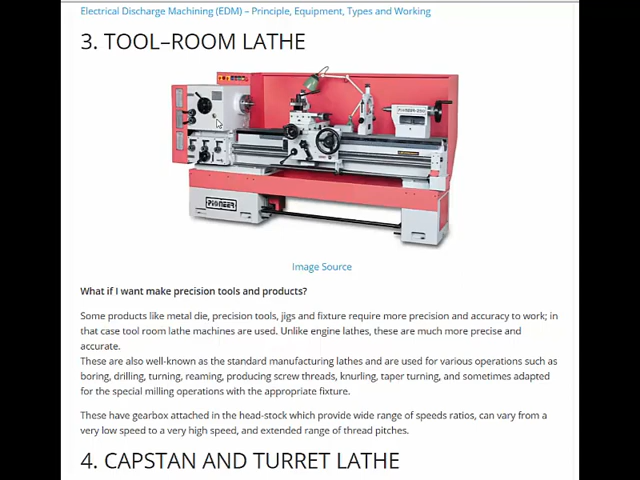 Electrical Discharge Machining (EDM) – Principle, Equipment, Types and Working
3. TOOL–ROOM LATHE
PIONEER
Image Source
What if I want make precision tools and products?
Some products like metal die, precision tools, jigs and fixture require more precision and accuracy to work; in
that case tool room lathe machines are used. Unlike engine lathes, these are much more precise and
accurate.
These are also well-known as the standard manufacturing lathes and are used for various operations such as
boring, drilling, turning, reaming, producing screw threads, knurling, taper turning, and sometimes adapted
for the special milling operations with the appropriate fixture.
These have gearbox attached in the head-stock which provide wide range of speeds ratios, can vary from a
very low speed to a very high speed, and extended range of thread pitches.
4. CAPSTAN AND TURRET LATHE